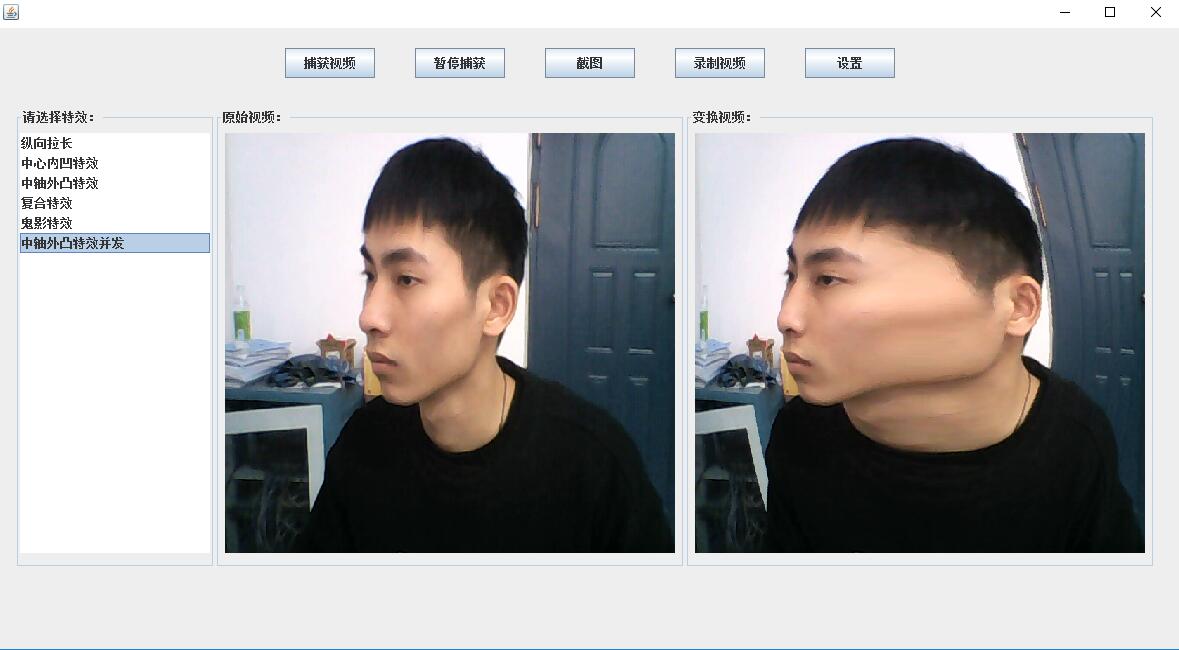 捕获视频
暂停捕获
截图
录制视频
设置
请选择特效：
纵向拉长
中心内凹特效
中轴外凸特效
复合特效
鬼影特效
中轴外凸特效并发
原始视频：
变换视频：